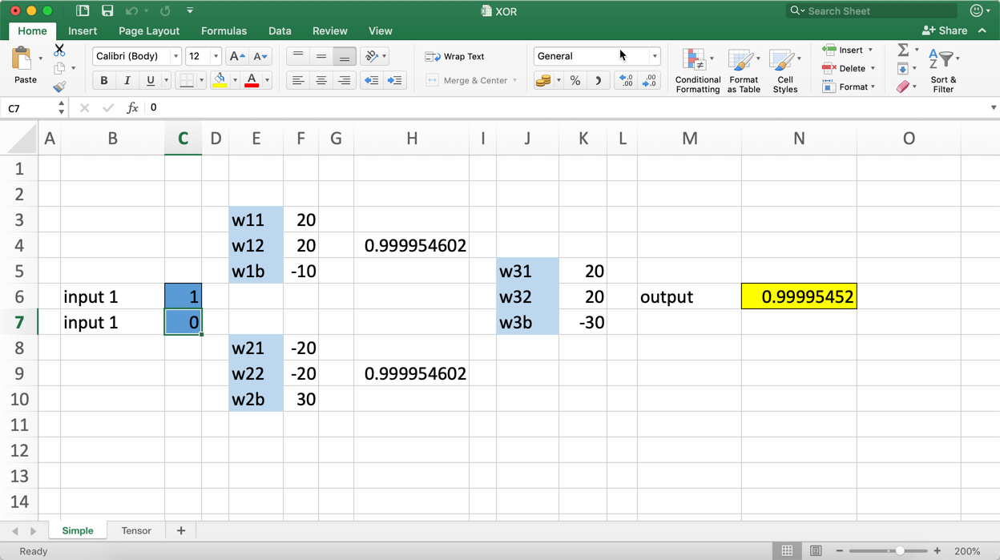 XOR
Search Sheet
Home Insert Page Layout Formulas Data Review View Share
Paste
Calibri (Body) 12 A A
B I U A
Wrap Text
Merge & Center
General
% .0 .00 .00 .0
Conditional Formatting
Format as Table
Cell Styles
Insert
Delete
Format
Sort & Filter
C7 fx 0
A B C D E F G H I J K L M N O
1
2
3 w11 20
4 w12 20 0.999954602
5 w1b -10 w31 20
6 input 1 1 w32 20 output 0.99995452
7 input 1 0 w3b -30
8 w21 -20
9 w22 -20 0.999954602
10 w2b 30
11
12
13
14
Simple Tensor +
Ready 200%